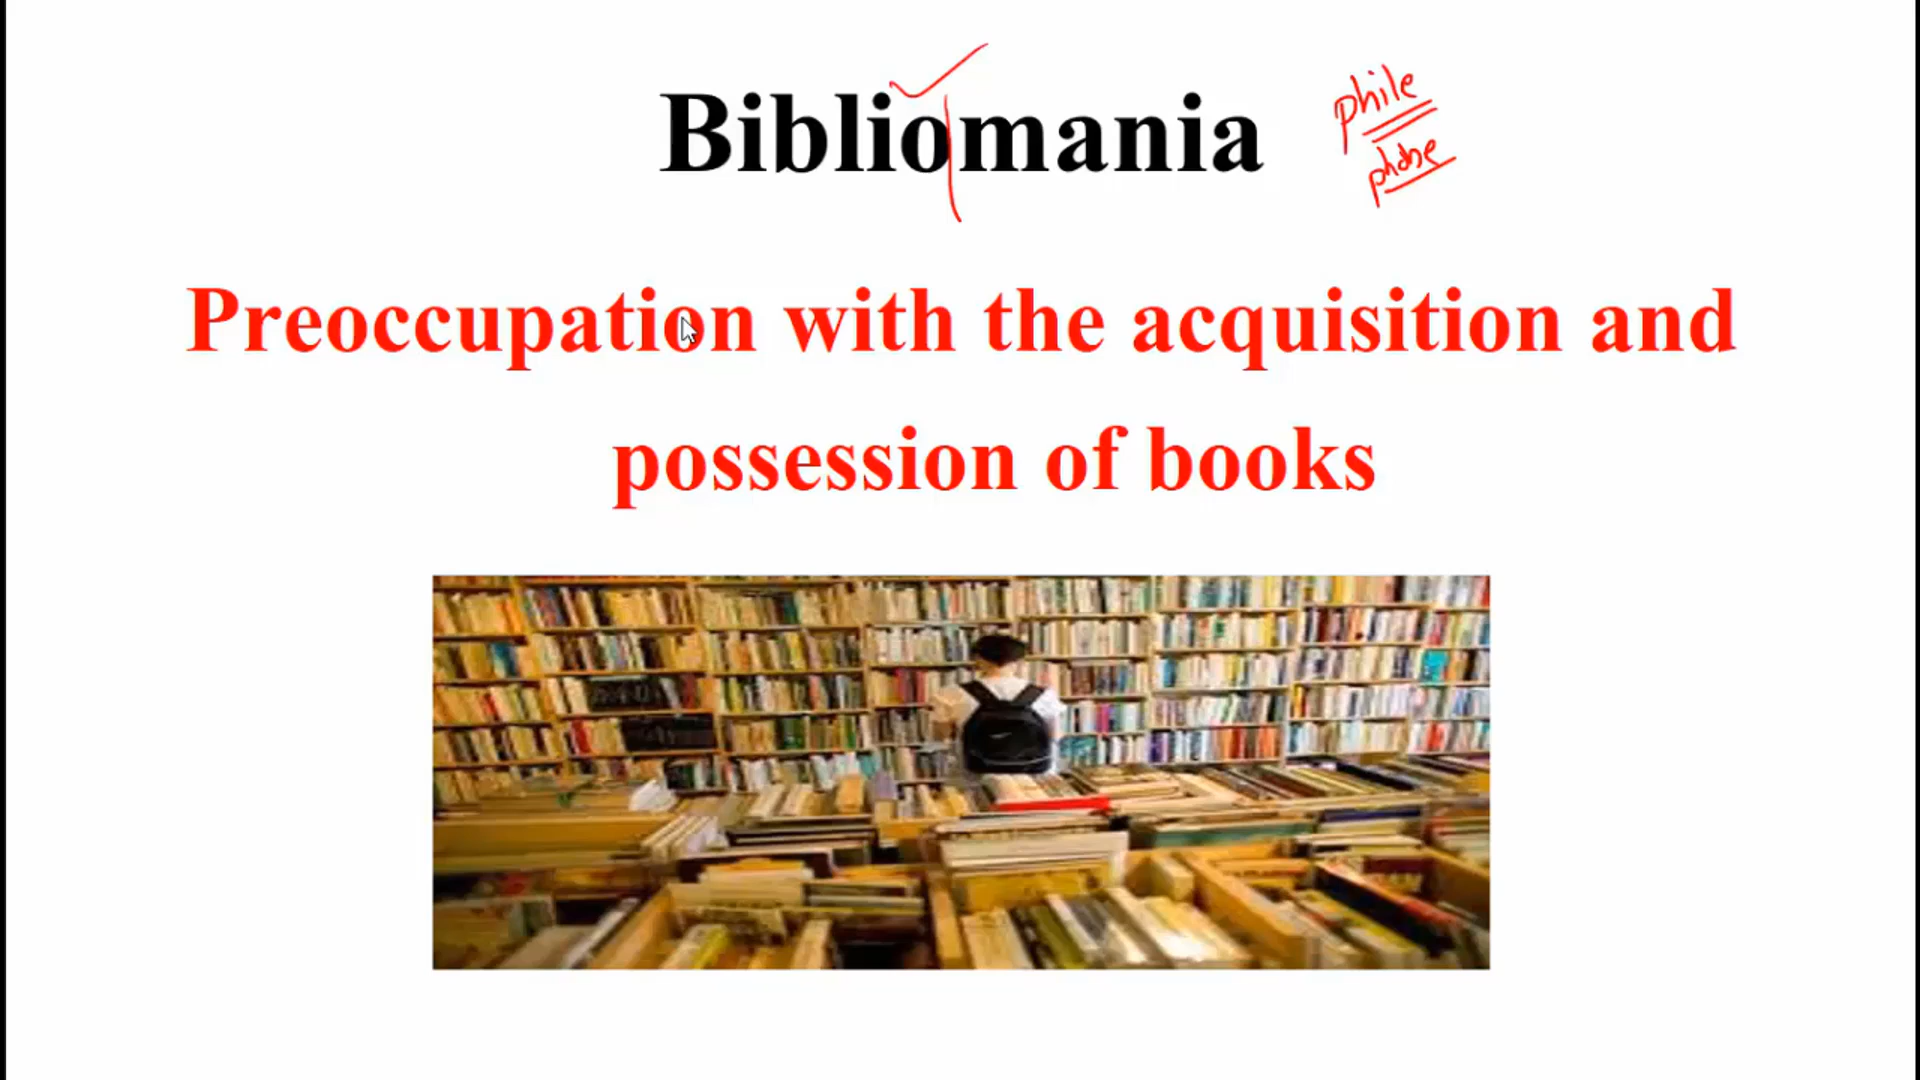 Bibliomania
phile
phobe
Preoccupation with the acquisition and
possession of books